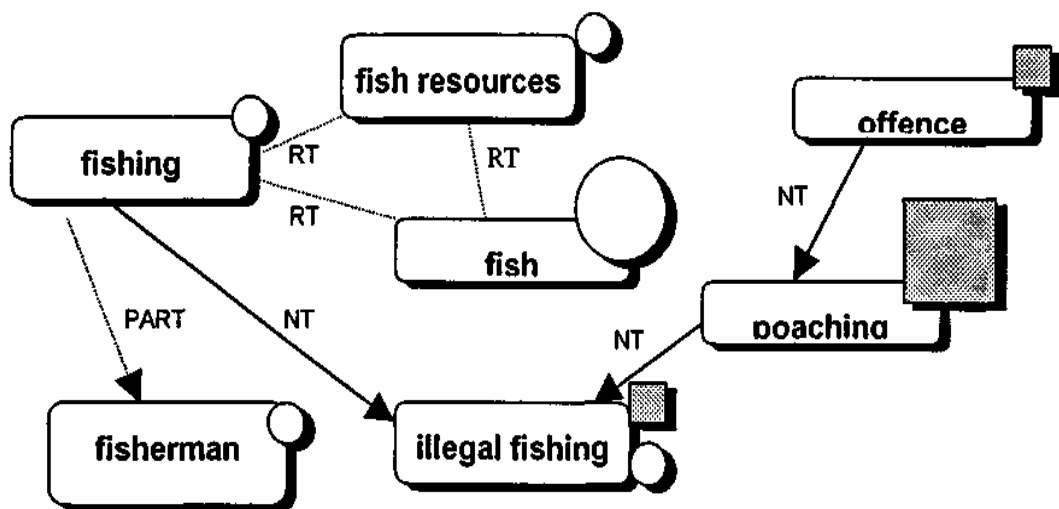 fish resources
offence
fishing
RT
RT
RT
NT
fish
PART
NT
NT
poaching
fisherman
illegal fishing